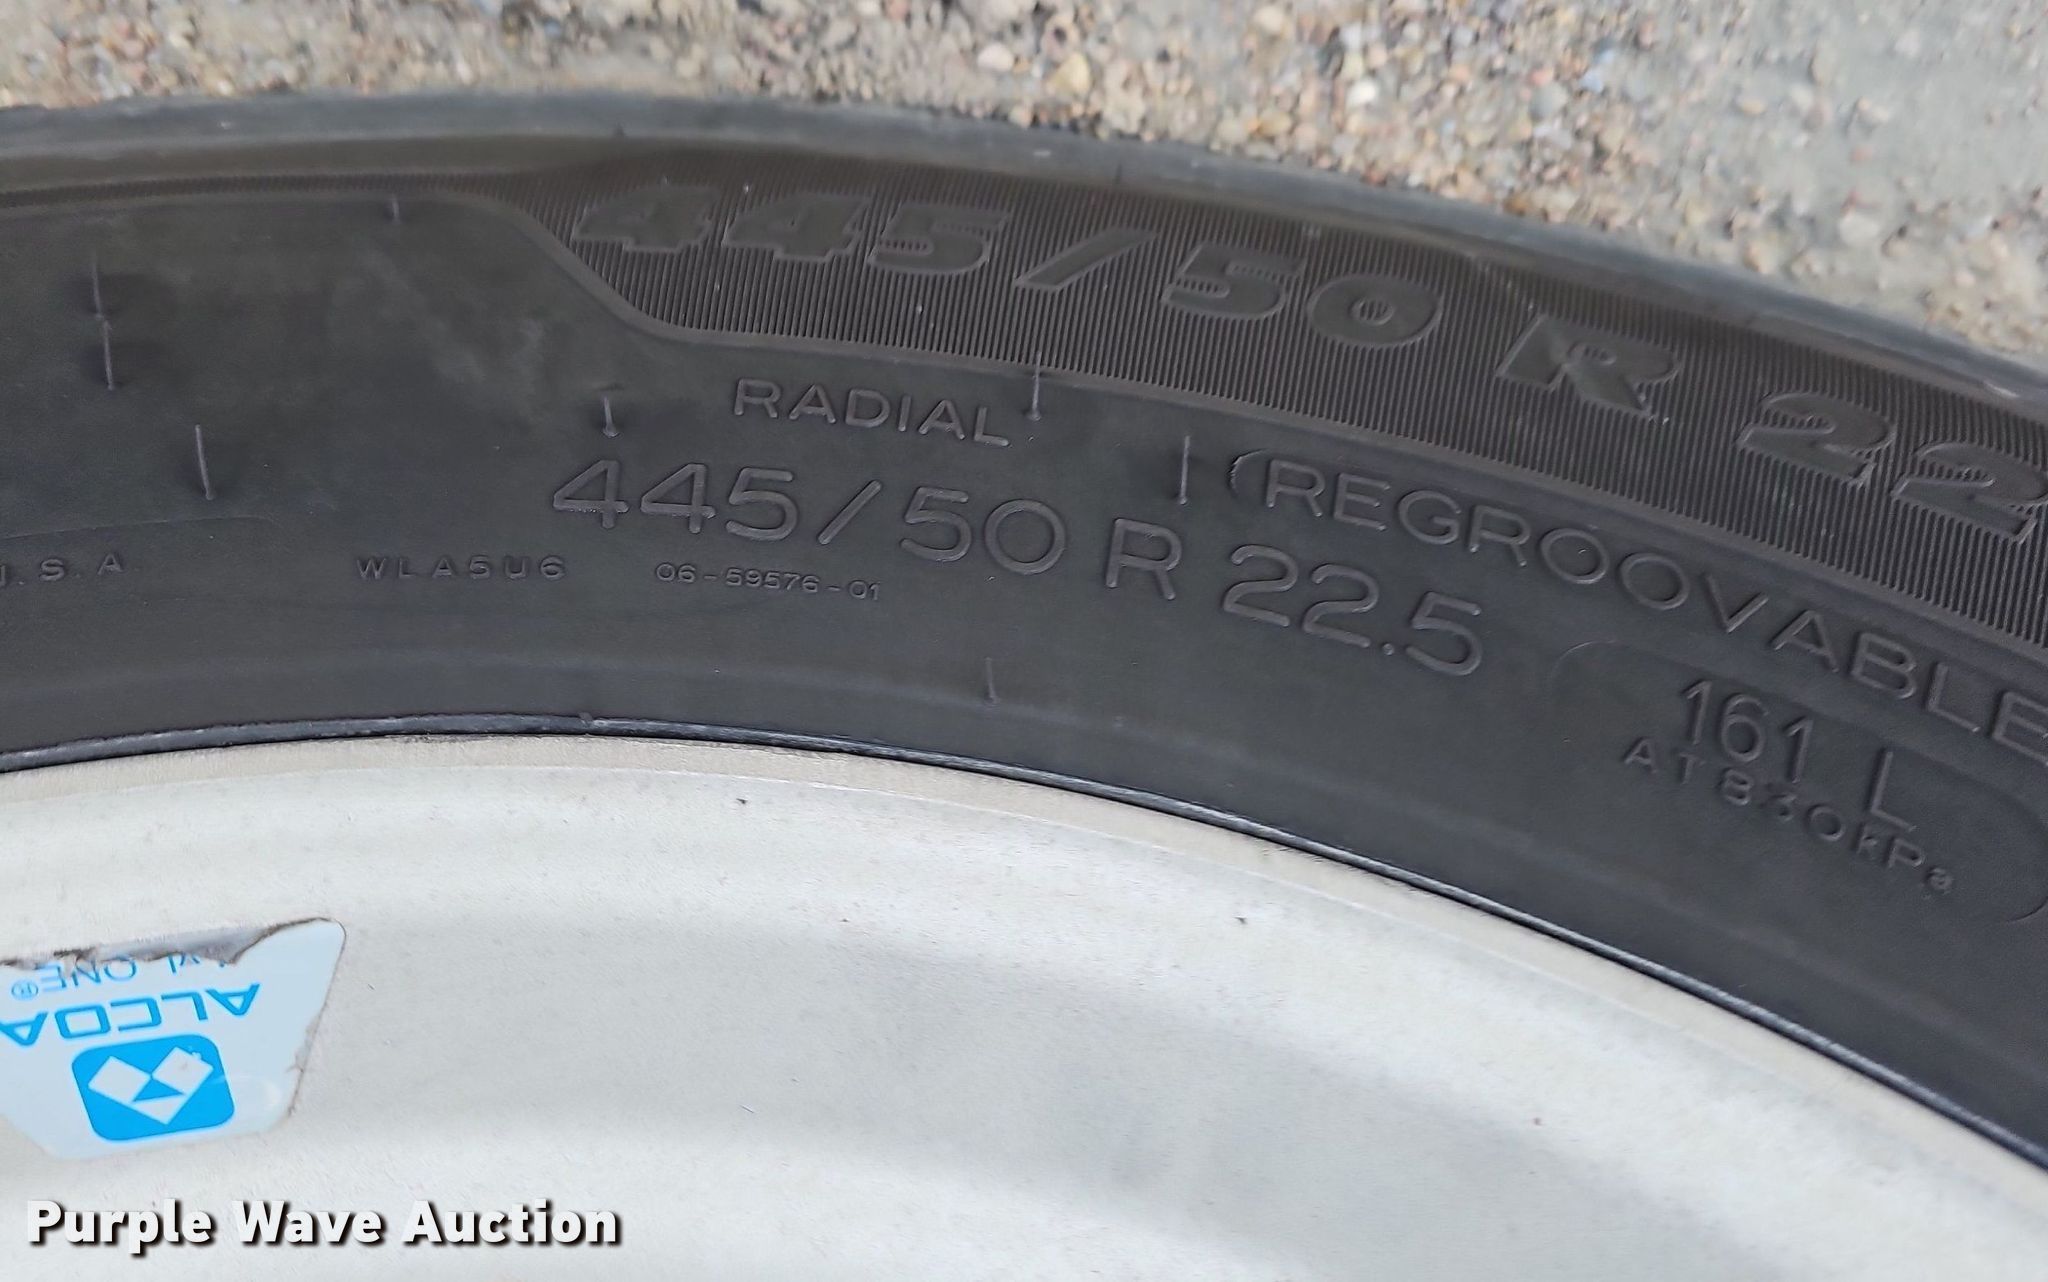 445/50 R 22
RADIAL
(REGROOVABLE
445/50 R 22.5
.S.A.
WLA5U6
06-59576-01
161 L
AT 830kPa
ONE®
ALCOA
Purple Wave Auction